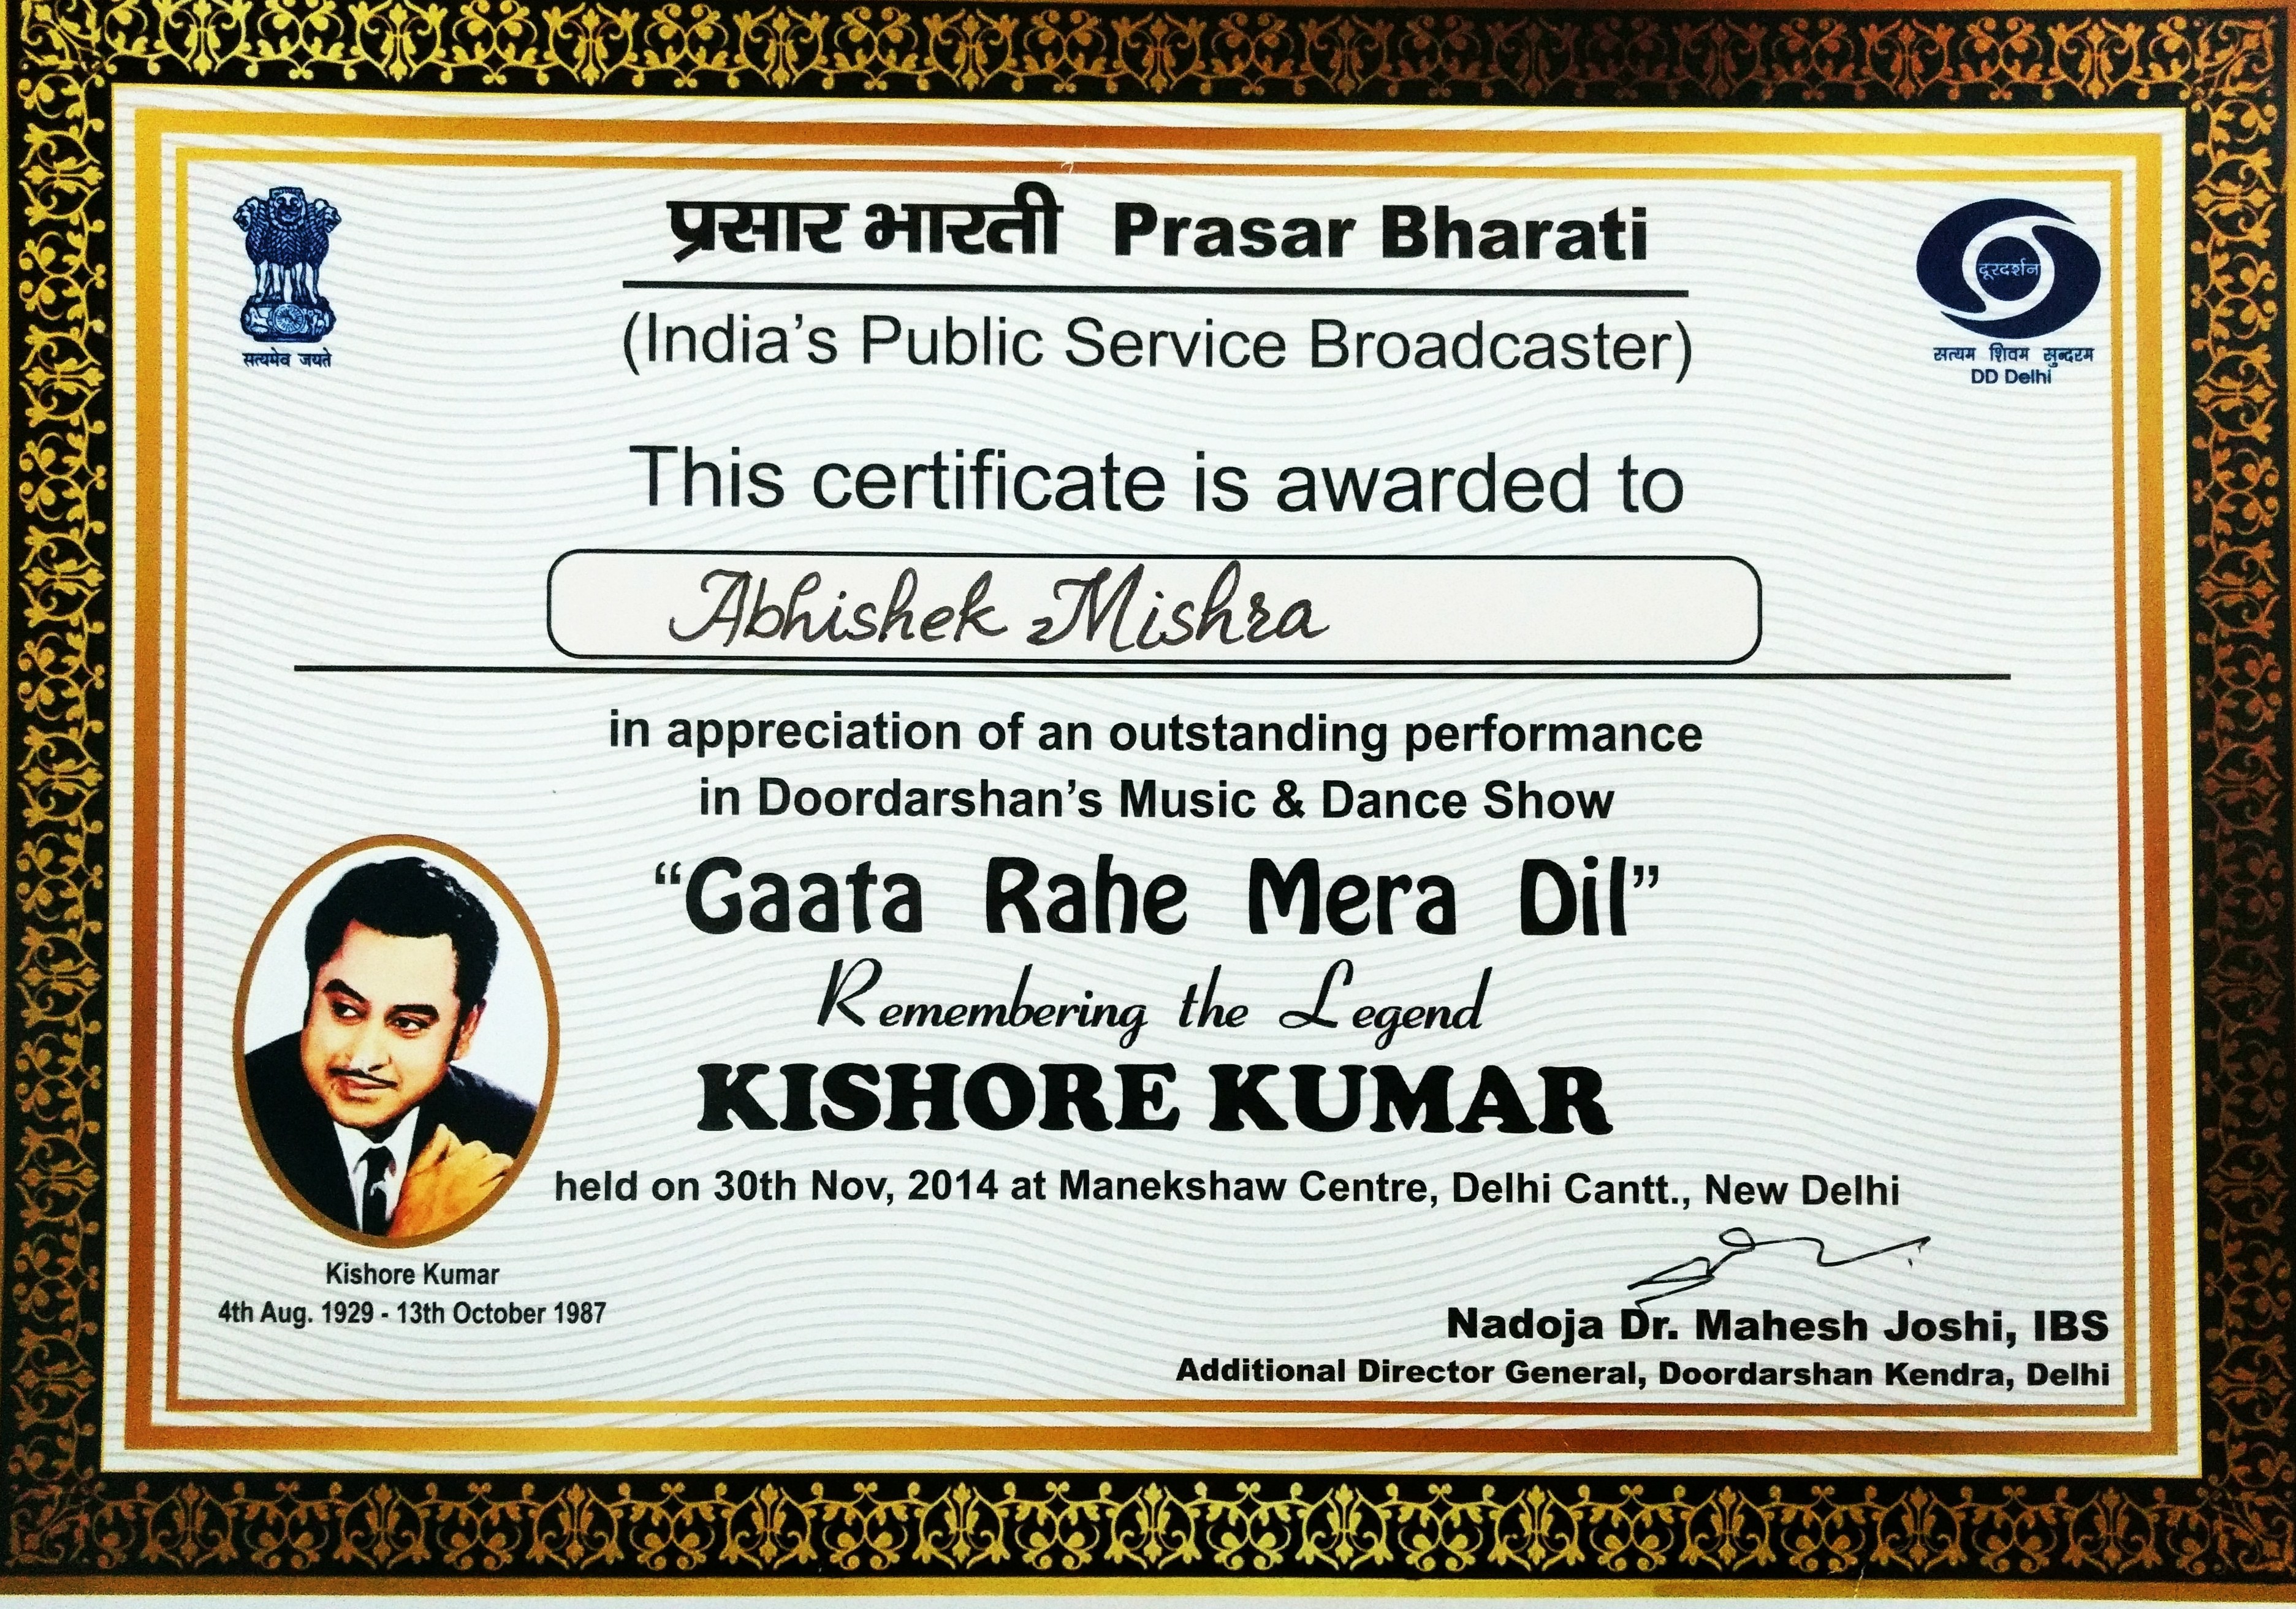 प्रसार भारती Prasar Bharati
(India's Public Service Broadcaster)
सत्यमेव जयते
दूरदर्शन
सत्यम शिवम सुन्दरम
DD Delhi
This certificate is awarded to
Abhishek Mishra
in appreciation of an outstanding performance
in Doordarshan's Music & Dance Show
“Gaata Rahe Mera Dil”
Remembering the Legend
KISHORE KUMAR
held on 30th Nov, 2014 at Manekshaw Centre, Delhi Cantt., New Delhi
Kishore Kumar
4th Aug. 1929 - 13th October 1987
Nadoja Dr. Mahesh Joshi, IBS
Additional Director General, Doordarshan Kendra, Delhi